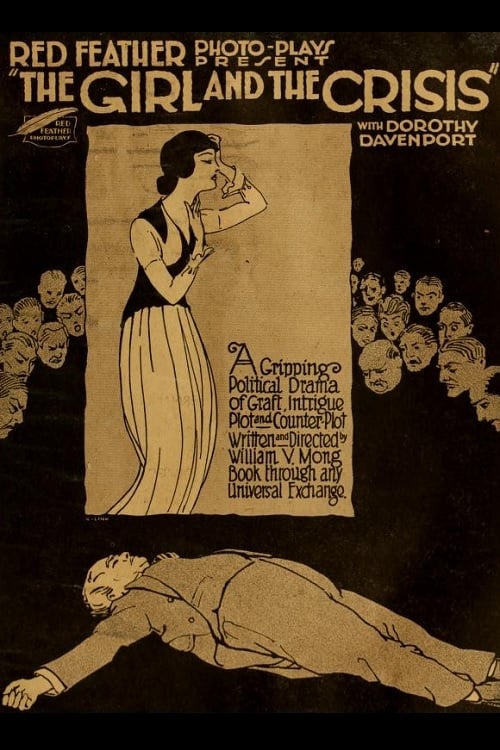 RED FEATHER PHOTO-PLAYS
PRESENT
"THE GIRL AND THE CRISIS"
RED
FEATHER
PHOTOPLAYS
WITH DOROTHY
DAVENPORT
A Gripping
Political Drama
of Graft, Intrigue
Plot and Counter-Plot
Written and Directed by
William V. Mong
Book through any
Universal Exchange.